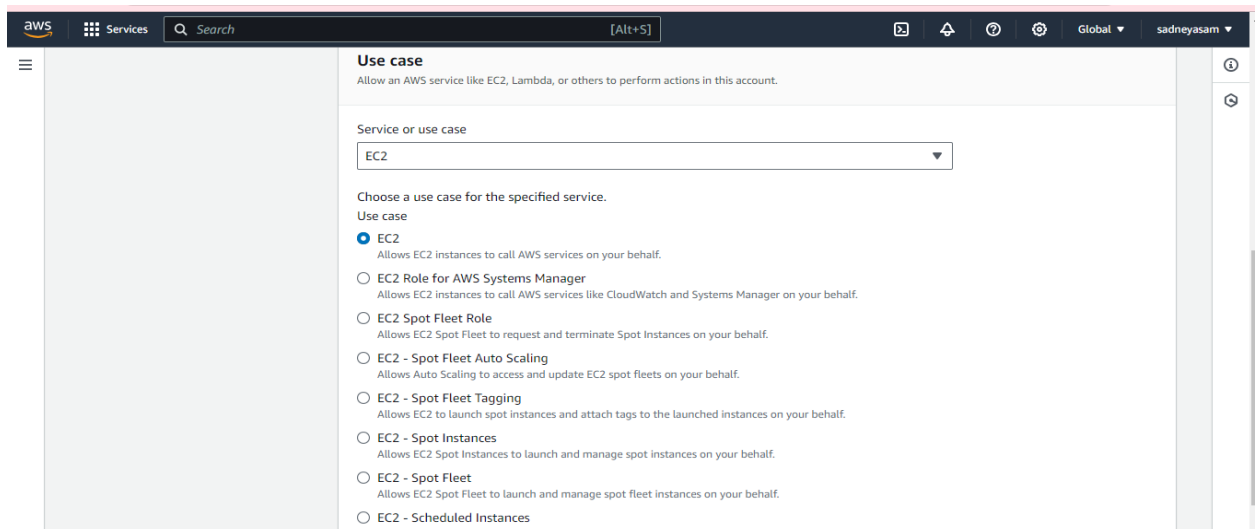 aws
Services
Search
[Alt+S]
Global
sadneyasam
Use case
Allow an AWS service like EC2, Lambda, or others to perform actions in this account.
Service or use case
EC2
Choose a use case for the specified service.
Use case
EC2
Allows EC2 instances to call AWS services on your behalf.
EC2 Role for AWS Systems Manager
Allows EC2 instances to call AWS services like CloudWatch and Systems Manager on your behalf.
EC2 Spot Fleet Role
Allows EC2 Spot Fleet to request and terminate Spot Instances on your behalf.
EC2 - Spot Fleet Auto Scaling
Allows Auto Scaling to access and update EC2 spot fleets on your behalf.
EC2 - Spot Fleet Tagging
Allows EC2 to launch spot instances and attach tags to the launched instances on your behalf.
EC2 - Spot Instances
Allows EC2 Spot Instances to launch and manage spot instances on your behalf.
EC2 - Spot Fleet
Allows EC2 Spot Fleet to launch and manage spot fleet instances on your behalf.
EC2 - Scheduled Instances